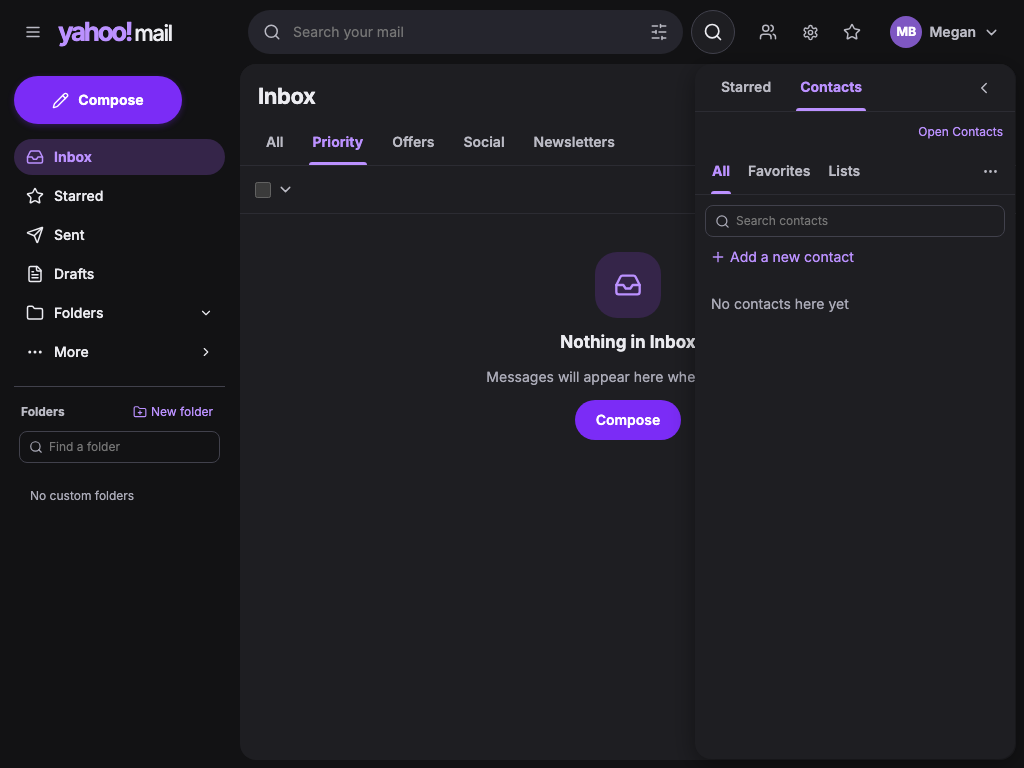 yahoo!mail
Search your mail
MB
Megan
Compose
Inbox
Starred
Sent
Drafts
Folders
More
Folders
New folder
Find a folder
No custom folders
Inbox
All
Priority
Offers
Social
Newsletters
Nothing in Inbox
Messages will appear here
Compose
Starred
Contacts
Open Contacts
All
Favorites
Lists
Search contacts
Add a new contact
No contacts here yet